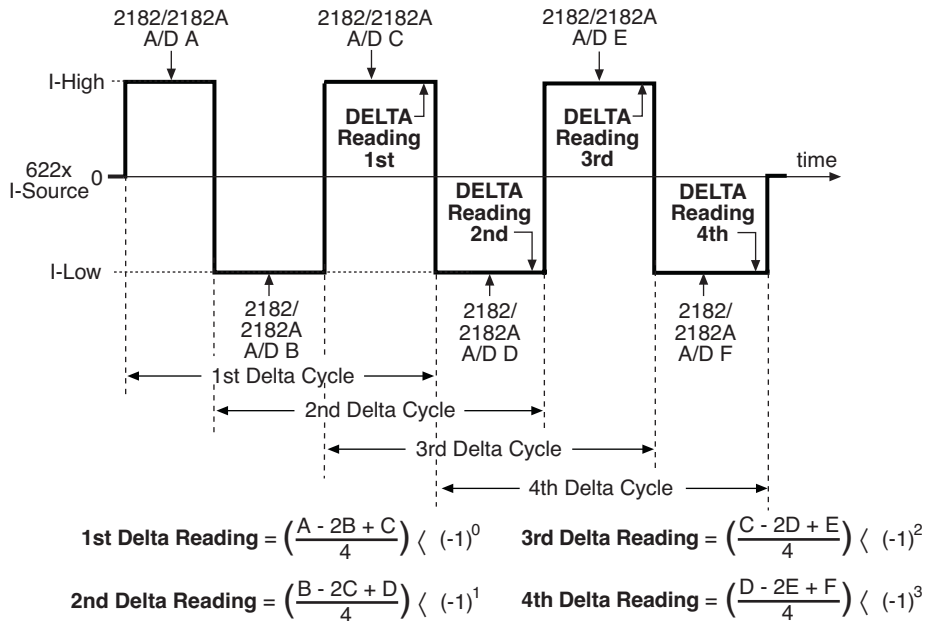 2182/2182A
A/D A
2182/2182A
A/D C
2182/2182A
A/D E
I-High
DELTA
Reading
1st
DELTA
Reading
3rd
622x
I-Source
0
time
DELTA
Reading
2nd
DELTA
Reading
4th
I-Low
2182/
2182A
A/D B
2182/
2182A
A/D D
2182/
2182A
A/D F
1st Delta Cycle
2nd Delta Cycle
3rd Delta Cycle
4th Delta Cycle
1st Delta Reading = (A - 2B + C / 4) 〈 (-1)^0
3rd Delta Reading = (C - 2D + E / 4) 〈 (-1)^2
2nd Delta Reading = (B - 2C + D / 4) 〈 (-1)^1
4th Delta Reading = (D - 2E + F / 4) 〈 (-1)^3